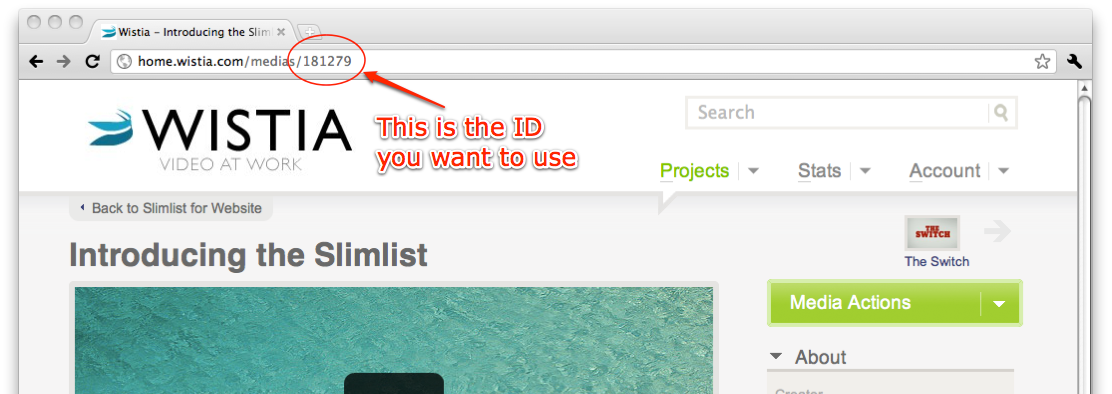 Wistia – Introducing the Slim
home.wistia.com/medias/181279
WISTIA
VIDEO AT WORK
This is the ID
you want to use
Search
Projects
Stats
Account
Back to Slimlist for Website
Introducing the Slimlist
THE
SWITCH
The Switch
Media Actions
About